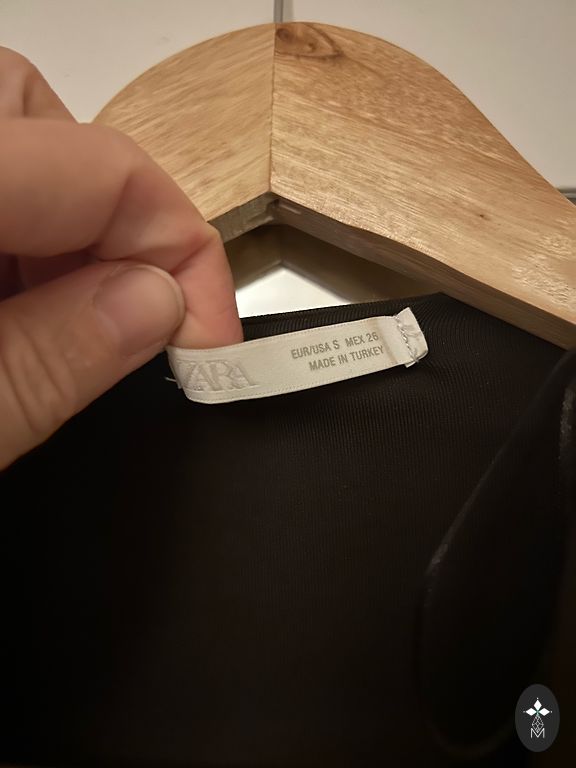 ZARA
EUR/USA S MEX 26
MADE IN TURKEY
M